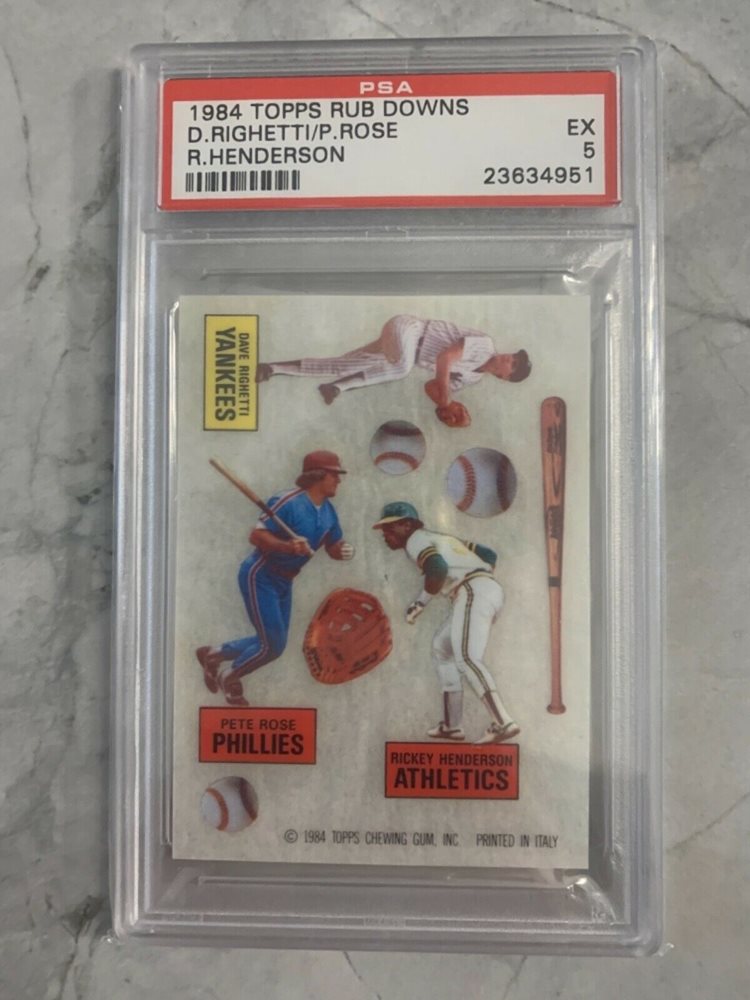 PSA
1984 TOPPS RUB DOWNS
D.RIGHETTI/P.ROSE EX
R.HENDERSON 5
23634951
DAVE RIGHETTI
YANKEES
PETE ROSE
PHILLIES
RICKEY HENDERSON
ATHLETICS
© 1984 TOPPS CHEWING GUM, INC PRINTED IN ITALY